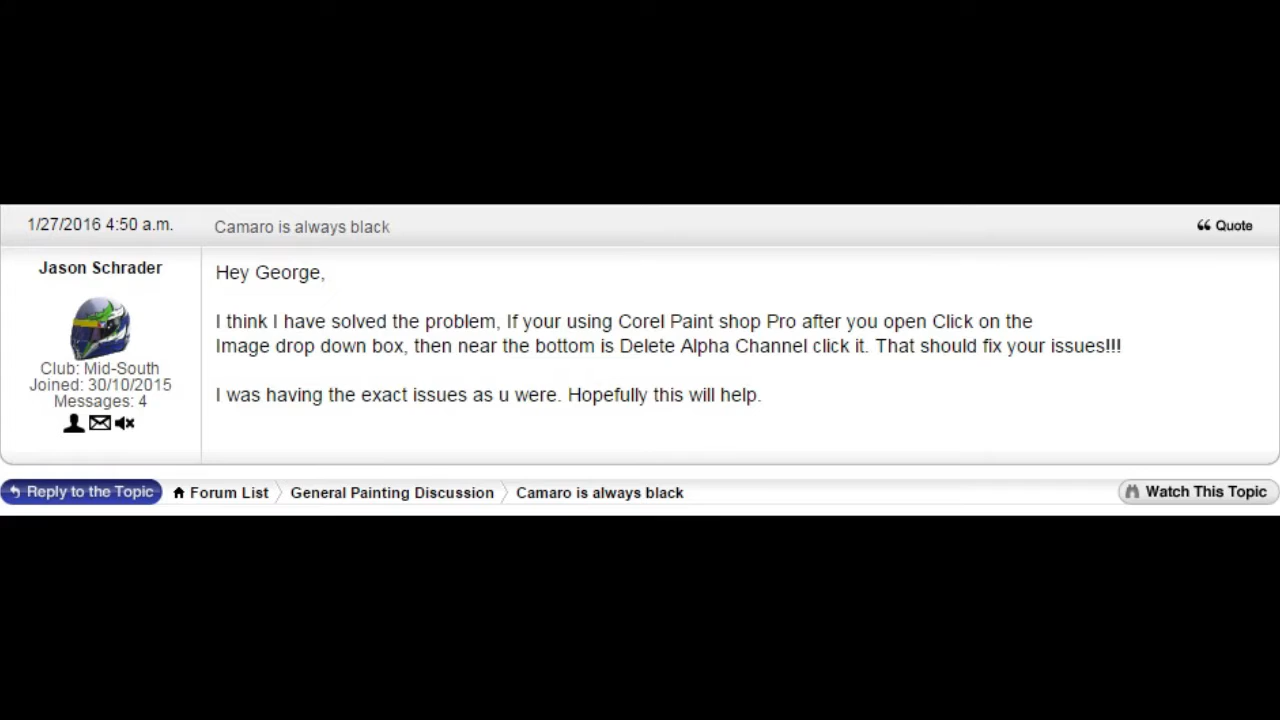 1/27/2016 4:50 a.m.
Camaro is always black
Quote
Jason Schrader
Club: Mid-South
Joined: 30/10/2015
Messages: 4
Hey George,
I think I have solved the problem, If your using Corel Paint shop Pro after you open Click on the
Image drop down box, then near the bottom is Delete Alpha Channel click it. That should fix your issues!!!
I was having the exact issues as u were. Hopefully this will help.
Reply to the Topic
Forum List
General Painting Discussion
Camaro is always black
Watch This Topic